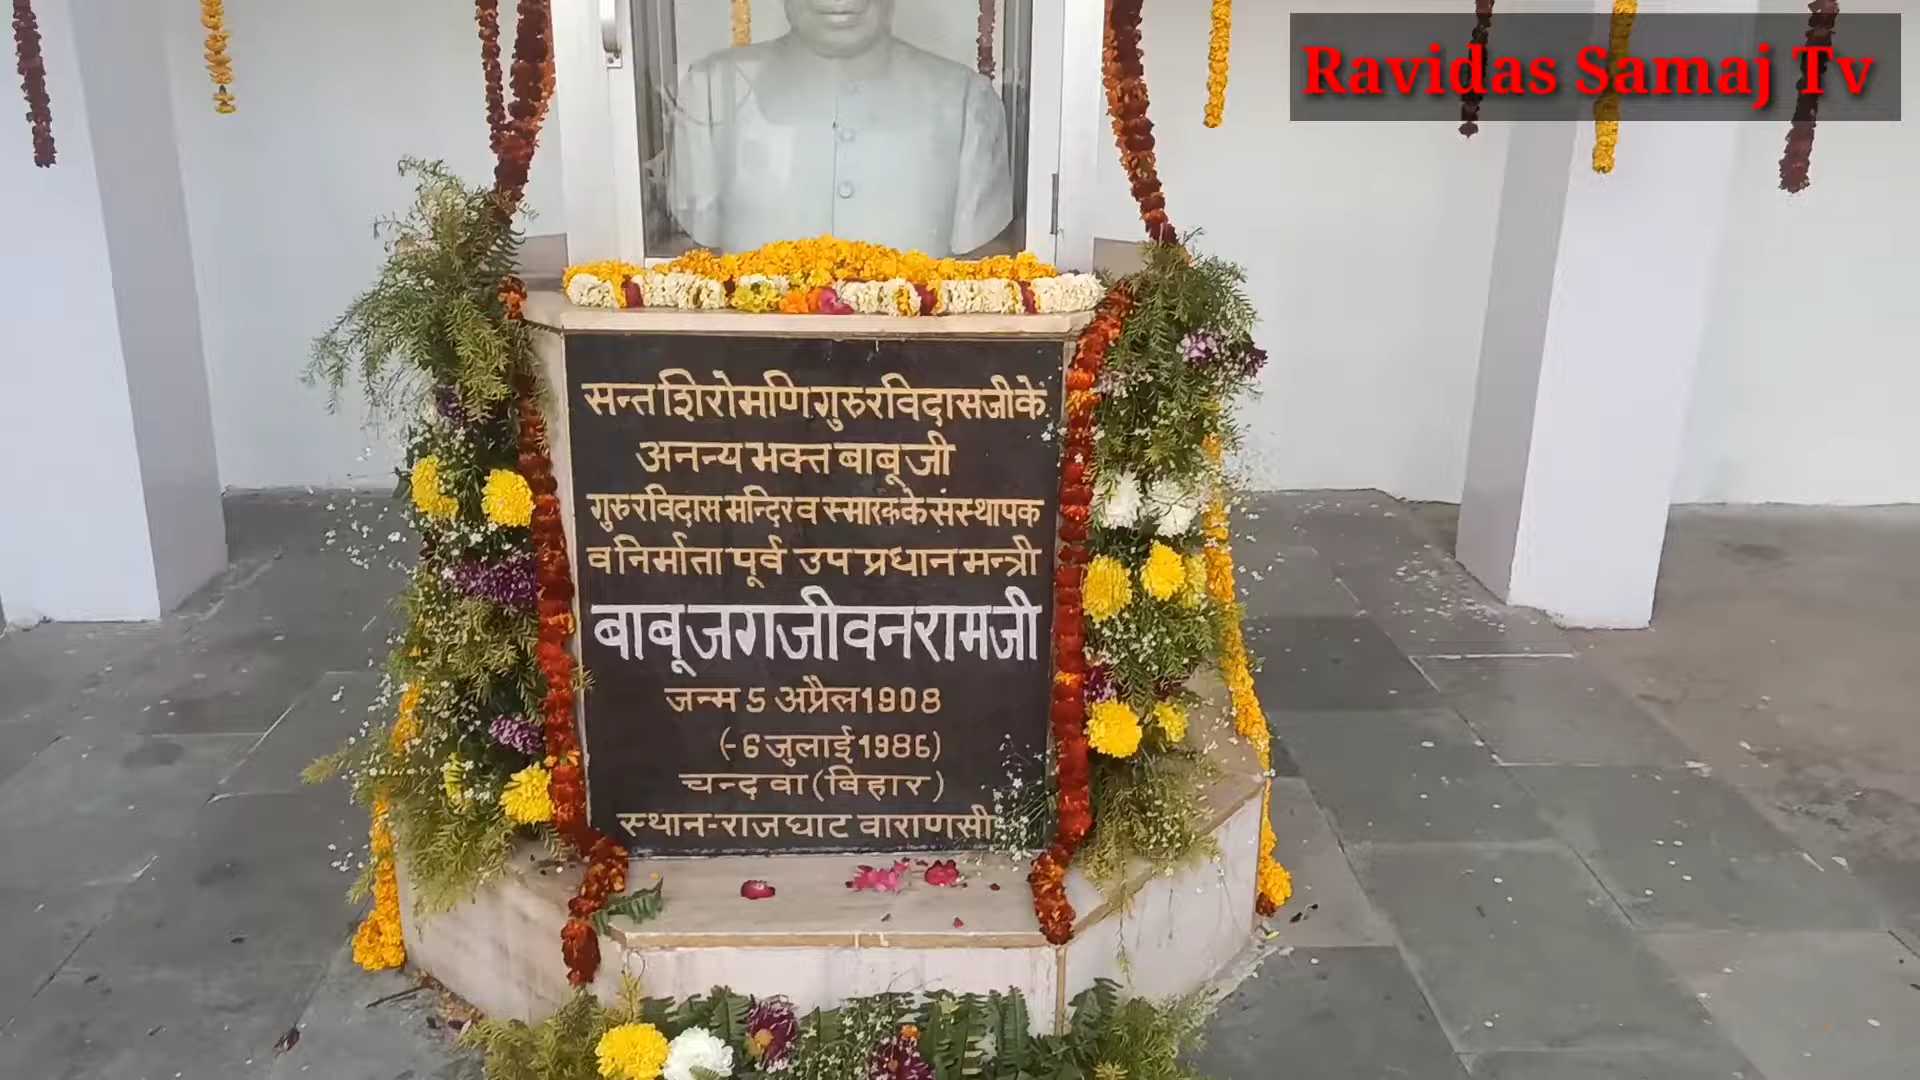 Ravidas Samaj Tv
सन्त शिरोमणि गुरु रविदास जी के
अनन्य भक्त बाबू जी
गुरु रविदास मन्दिर व स्मारक के संस्थापक
व निर्माता पूर्व उप प्रधान मन्त्री
बाबू जगजीवन राम जी
जन्म 5 अप्रैल 1908
(-6 जुलाई 1986)
चन्दवा (बिहार)
स्थान-राजघाट वाराणसी